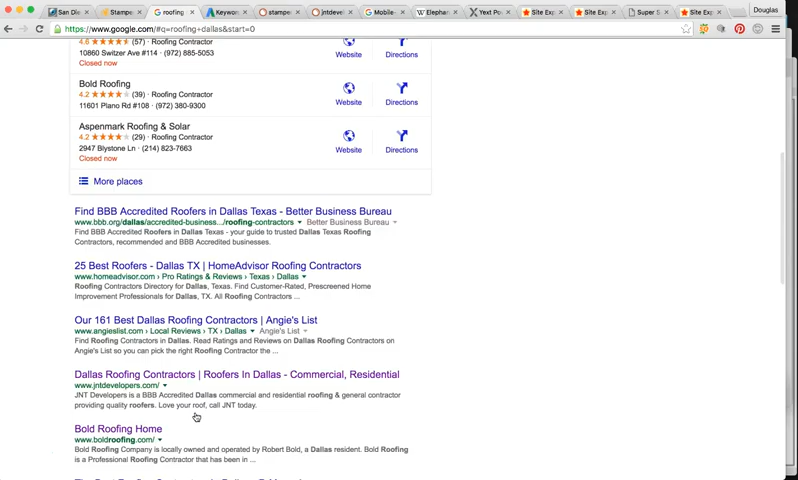 San Die
Stampe
roofing
Keywor
stampe
jntdevel
Mobile-
Elephan
Yext Po
Site Exp
Site Exp
Super S
Site Exp
Douglas
https://www.google.com/#q=roofing+dallas&start=0
4.6 (57) · Roofing Contractor
10860 Switzer Ave #114 · (972) 885-5053
Closed now
Website
Directions
Bold Roofing
4.2 (39) · Roofing Contractor
11601 Plano Rd #108 · (972) 380-9300
Website
Directions
Aspenmark Roofing & Solar
4.2 (29) · Roofing Contractor
2947 Blystone Ln · (214) 823-7663
Closed now
Website
Directions
More places
Find BBB Accredited Roofers in Dallas Texas - Better Business Bureau
www.bbb.org/dallas/accredited-business.../roofing-contractors Better Business Bureau
Find BBB Accredited Roofers in Dallas Texas - your guide to trusted Dallas Texas Roofing
Contractors, recommended and BBB Accredited businesses.
25 Best Roofers - Dallas TX | HomeAdvisor Roofing Contractors
www.homeadvisor.com › Pro Ratings & Reviews › Texas › Dallas
Roofing Contractors Directory for Dallas, Texas. Find Customer-Rated, Prescreened Home
Improvement Professionals for Dallas, TX. All Roofing Contractors ...
Our 161 Best Dallas Roofing Contractors | Angie's List
www.angieslist.com › Local Reviews › TX › Dallas Angie's List
Find Roofing Contractors in Dallas. Read Ratings and Reviews on Dallas Roofing Contractors on
Angie's List so you can pick the right Roofing Contractor the ...
Dallas Roofing Contractors | Roofers In Dallas - Commercial, Residential
www.jntdevelopers.com/
JNT Developers is a BBB Accredited Dallas commercial and residential roofing & general contractor
providing quality roofers. Love your roof, call JNT today.
Bold Roofing Home
www.boldroofing.com/
Bold Roofing Company is locally owned and operated by Robert Bold, a Dallas resident. Bold Roofing
is a Professional Roofing Contractor that has been in ...